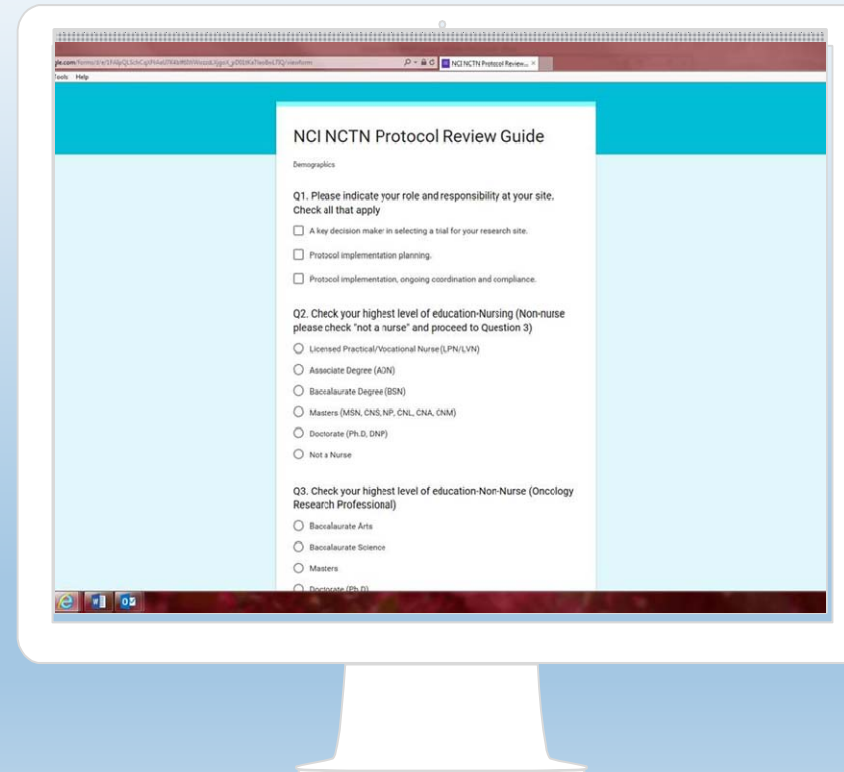 NCI NCTN Protocol Review...
Tools Help
NCI NCTN Protocol Review Guide
Demographics
Q1. Please indicate your role and responsibility at your site.
Check all that apply
A key decision maker in selecting a trial for your research site.
Protocol implementation planning.
Protocol implementation, ongoing coordination and compliance.
Q2. Check your highest level of education-Nursing (Non-nurse
please check "not a nurse" and proceed to Question 3)
Licensed Practical/Vocational Nurse (LPN/LVN)
Associate Degree (ADN)
Baccalaurate Degree (BSN)
Masters (MSN, CNS, NP, CNL, CNA, CNM)
Doctorate (Ph.D, DNP)
Not a Nurse
Q3. Check your highest level of education-Non-Nurse (Oncology
Research Professional)
Baccalaurate Arts
Baccalaurate Science
Masters
Doctorate (Ph.D)